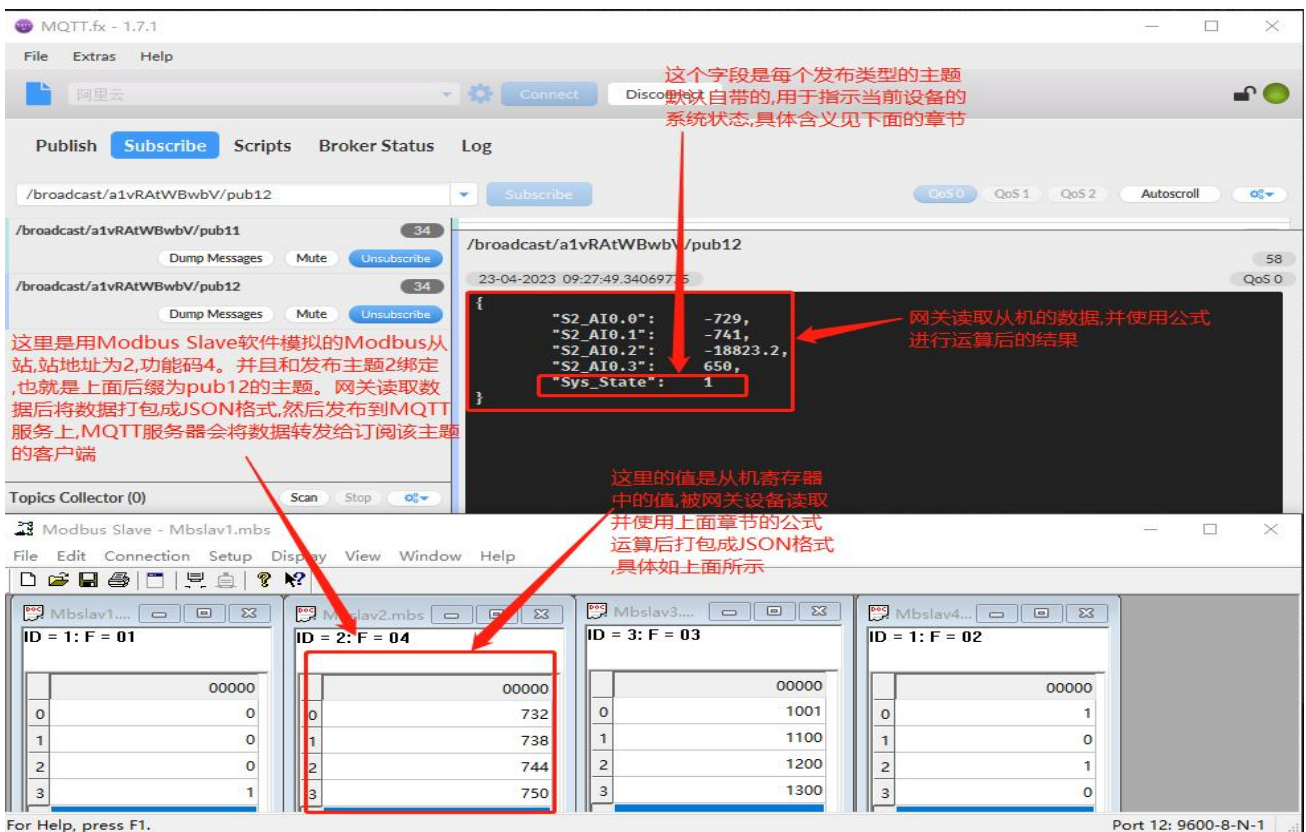 MQTT.fx - 1.7.1
File Extras Help
阿里云
Connect
Disconnect
这个字段是每个发布类型的主题
默认自带的,用于指示当前设备的
系统状态,具体含义见下面的章节
Publish Subscribe Scripts Broker Status Log
/broadcast/a1vRAtWBwbV/pub12
Subscribe
QoS 0 QoS 1 QoS 2 Autoscroll
/broadcast/a1vRAtWBwbV/pub11
34
Dump Messages Mute Unsubscribe
/broadcast/a1vRAtWBwbV/pub12
34
Dump Messages Mute Unsubscribe
这里是用Modbus Slave软件模拟的Modbus从
站,站地址为2,功能码4。并且和发布主题2绑定
,也就是上面后缀为pub12的主题。网关读取数
据后将数据打包成JSON格式,然后发布到MQTT
服务上,MQTT服务器会将数据转发给订阅该主题
的客户端
Topics Collector (0) Scan Stop
/broadcast/a1vRAtWBwbV/pub12
58
23-04-2023 09:27:49.34069776
QoS 0
{
"S2_AI0.0": -729,
"S2_AI0.1": -741,
"S2_AI0.2": -18823.2,
"S2_AI0.3": 650,
"Sys_State": 1
}
网关读取从机的数据,并使用公式
进行运算后的结果
这里的值是从机寄存器
中的值,被网关设备读取
并使用上面章节的公式
运算后打包成JSON格式
,具体如上面所示
Modbus Slave - Mbslav1.mbs
File Edit Connection Setup Display View Window Help
Mbslav1....
ID = 1: F = 01
00000
0 0
1 0
2 0
3 1
Mbslav2.mbs
ID = 2: F = 04
00000
0 732
1 738
2 744
3 750
Mbslav3....
ID = 3: F = 03
00000
0 1001
1 1100
2 1200
3 1300
Mbslav4...
ID = 1: F = 02
00000
0 1
1 0
2 1
3 0
For Help, press F1.
Port 12: 9600-8-N-1